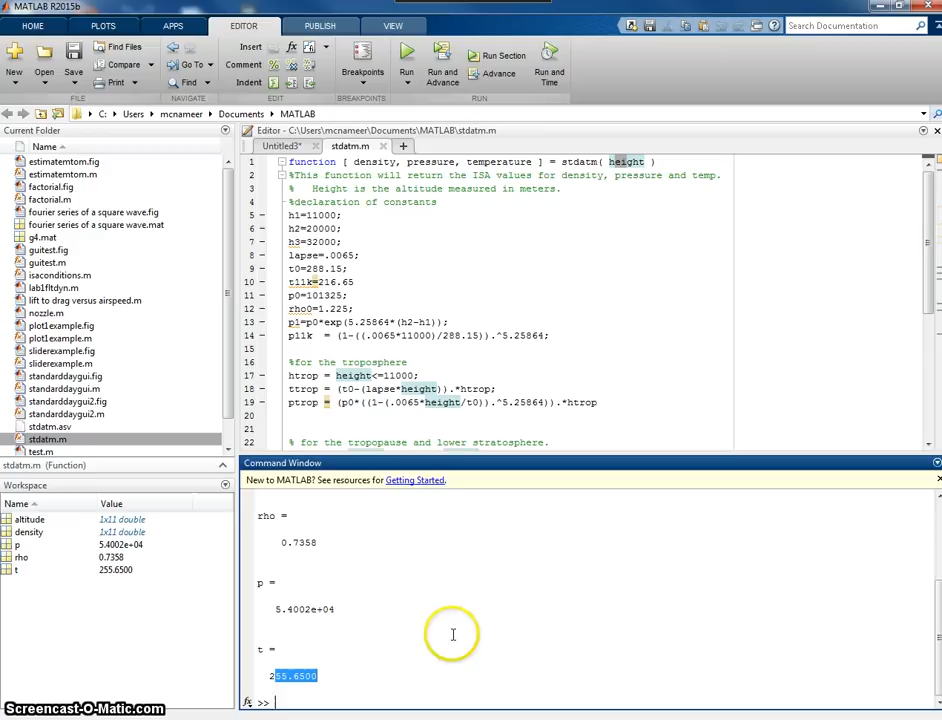 MATLAB R2015b
HOME PLOTS APPS EDITOR PUBLISH VIEW
Search Documentation
New Open Save Find Files Compare Print
Go To Find
Insert Comment Indent
Breakpoints
Run Run and Advance Run Section Advance Run and Time
FILE NAVIGATE EDIT BREAKPOINTS RUN
C: Users mcnameer Documents MATLAB
Current Folder
Name
estimatemtom.fig
estimatemtom.m
factorial.fig
factorial.m
fourier series of a square wave.fig
fourier series of a square wave.mat
g4.mat
guitest.fig
guitest.m
isaconditions.m
lab1fltdyn.m
lift to drag versus airspeed.m
nozzle.m
plot1example.fig
plot1example.m
sliderexample.fig
sliderexample.m
standarddaygui.fig
standarddaygui.m
standarddaygui2.fig
standarddaygui2.m
stdatm.asv
stdatm.m
test.m
stdatm.m (Function)
Workspace
Name Value
altitude 1x11 double
density 1x11 double
p 5.4002e+04
rho 0.7358
t 255.6500
Editor - C:\Users\mcnameer\Documents\MATLAB\stdatm.m
Untitled3* stdatm.m
1 function [ density, pressure, temperature ] = stdatm( height )
2 %This function will return the ISA values for density, pressure and temp.
3 % Height is the altitude measured in meters.
4 %declaration of constants
5 h1=11000;
6 h2=20000;
7 h3=32000;
8 lapse=.0065;
9 t0=288.15;
10 t11k=216.65
11 p0=101325;
12 rho0=1.225;
13 p1=p0*exp(5.25864*(h2-h1));
14 p11k = (1-((.0065*11000)/288.15)).^5.25864;
15
16 %for the troposphere
17 htrop = height<=11000;
18 ttrop = (t0-(lapse*height)).*htrop;
19 ptrop = (p0*((1-(.0065*height/t0)).^5.25864)).*htrop
20
21
22 % for the tropopause and lower stratosphere.
Command Window
New to MATLAB? See resources for Getting Started.
rho =
0.7358
p =
5.4002e+04
t =
255.6500
fx >>
Screencast-O-Matic.com